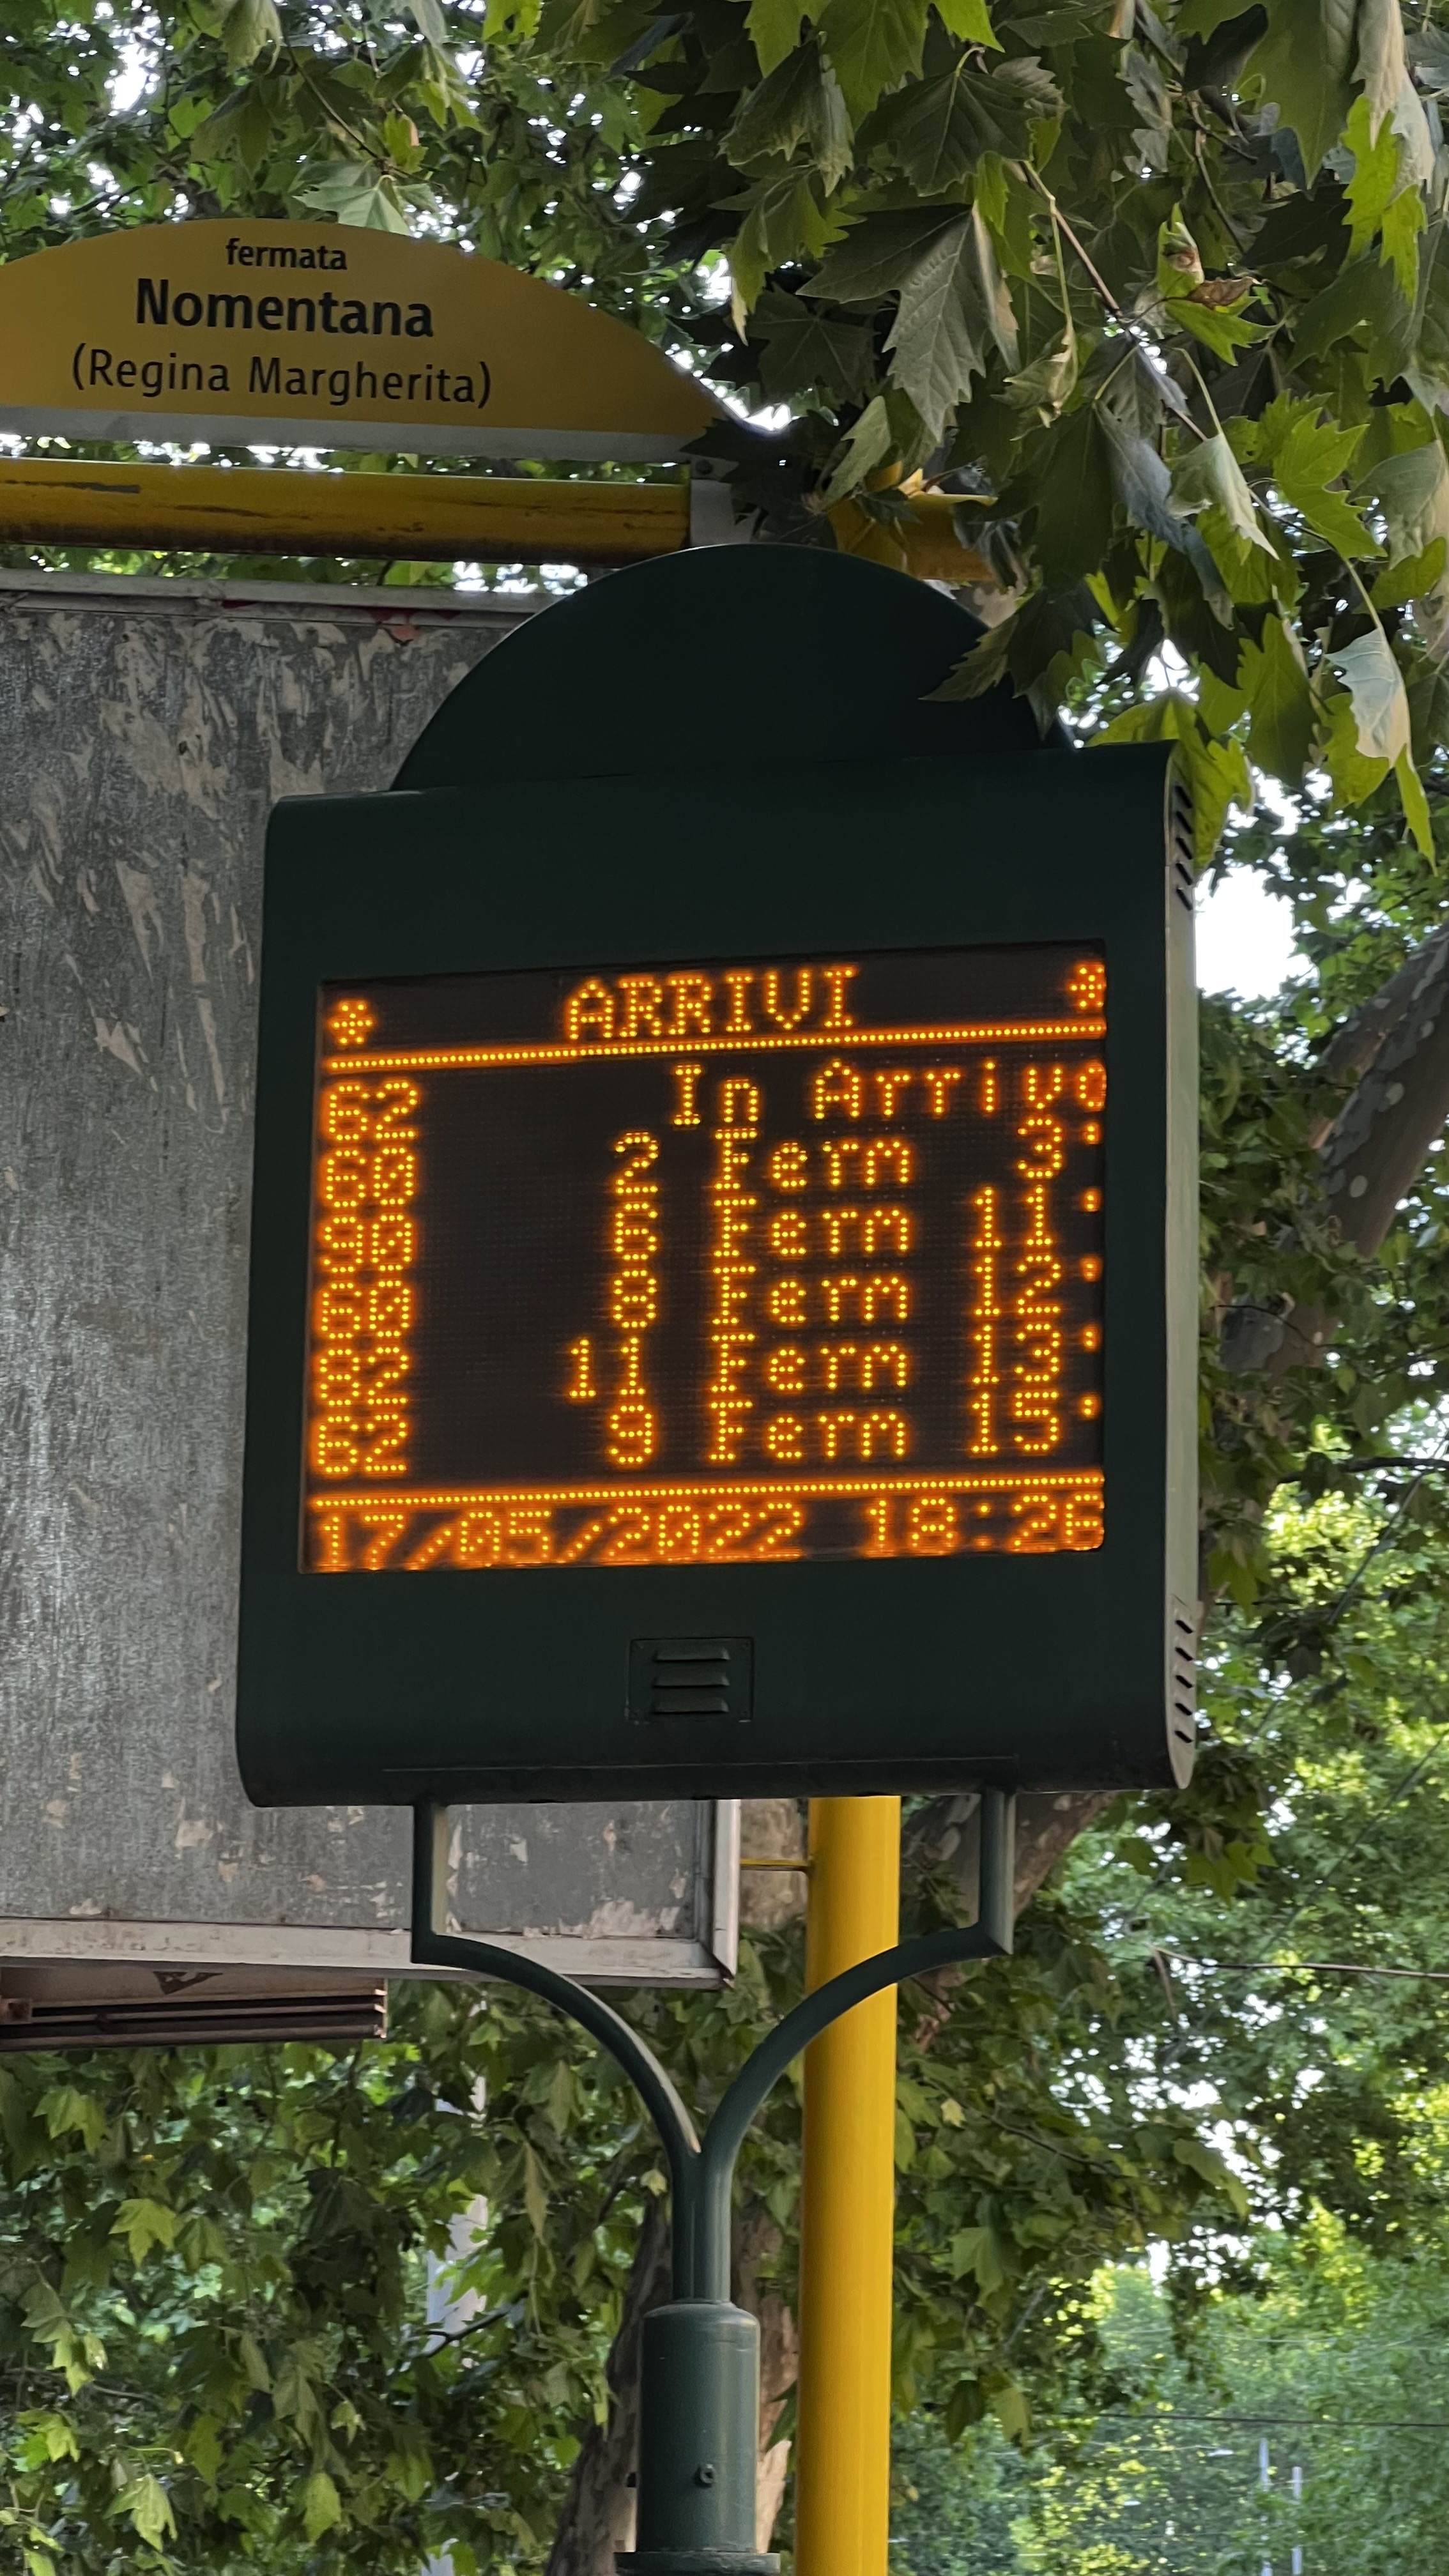 fermata
Nomentana
(Regina Margherita)
* ARRIVI *
62 In Arrivo
60 2 Ferm 3'
90 6 Ferm 11'
60 8 Ferm 12'
82 11 Ferm 13'
62 9 Ferm 15'
17/05/2022 18:26